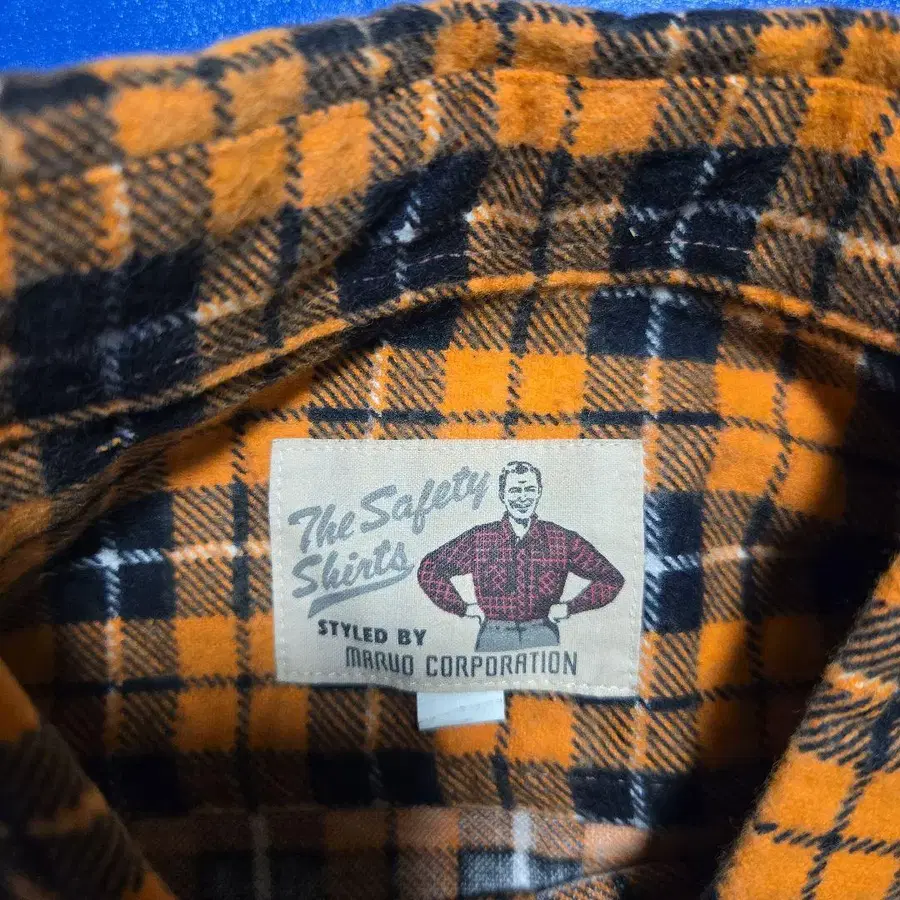 The Safety
Shirts
STYLED BY
MARUO CORPORATION